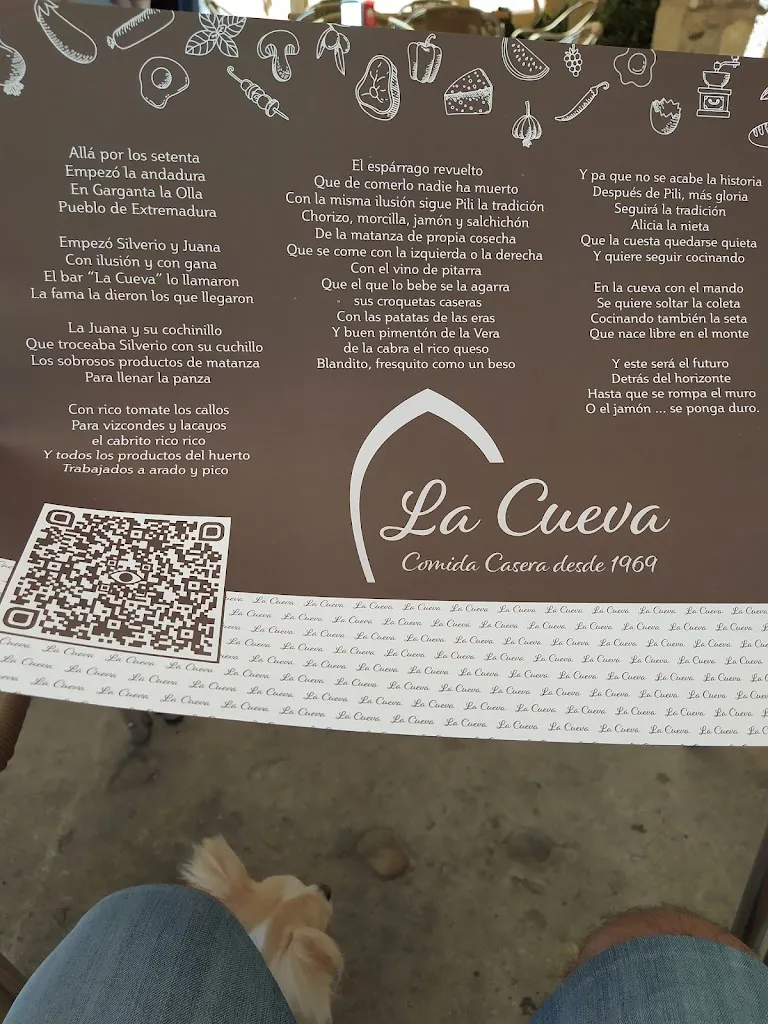 Allá por los setenta
Empezó la andadura
En Garganta la Olla
Pueblo de Extremadura
Empezó Silverio y Juana
Con ilusión y con gana
El bar “La Cueva” lo llamaron
La fama la dieron los que llegaron
La Juana y su cochinillo
Que troceaba Silverio con su cuchillo
Los sobrosos productos de matanza
Para llenar la panza
Con rico tomate los callos
Para vizcondes y lacayos
el cabrito rico rico
Y todos los productos del huerto
Trabajados a arado y pico
El espárrago revuelto
Que de comerlo nadie ha muerto
Con la misma ilusión sigue Pili la tradición
Chorizo, morcilla, jamón y salchichón
De la matanza de propia cosecha
Que se come con la izquierda o la derecha
Con el vino de pitarra
Que el que lo bebe se la agarra
sus croquetas caseras
Con las patatas de las eras
Y buen pimentón de la Vera
de la cabra el rico queso
Blandito, fresquito como un beso
Y pa que no se acabe la historia
Después de Pili, más gloria
Seguirá la tradición
Alicia la nieta
Que la cuesta quedarse quieta
Y quiere seguir cocinando
En la cueva con el mando
Se quiere soltar la coleta
Cocinando también la seta
Que nace libre en el monte
Y este será el futuro
Detrás del horizonte
Hasta que se rompa el muro
O el jamón ... se ponga duro.
La Cueva
Comida Casera desde 1969